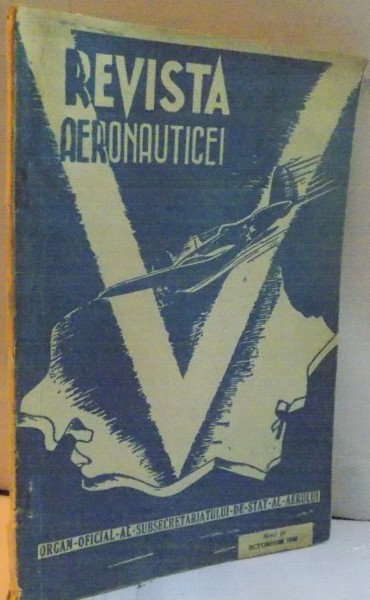 REVISTA
AERONAUTICEI
ORGAN-OFICIAL-AL-SUBSECRETARIATULUI-DE-STAT-AL-AERULUI
OCTOMBRIE